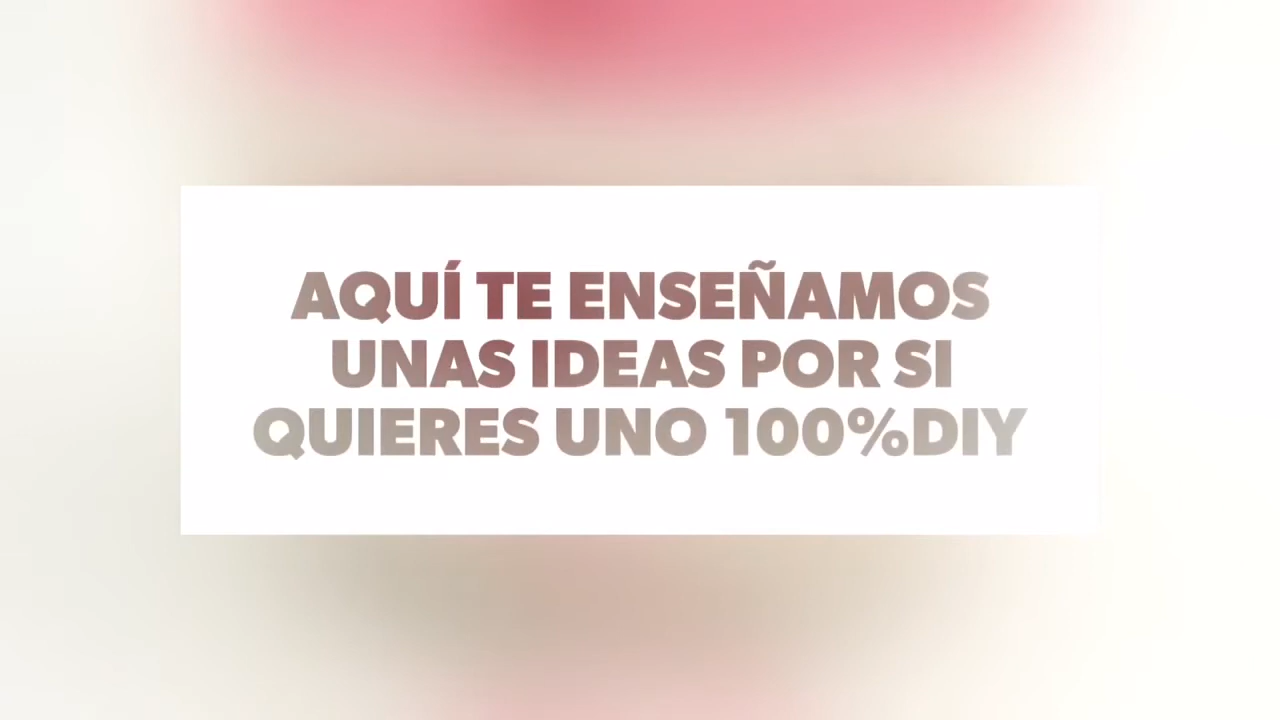 AQUÍ TE ENSEÑAMOS
UNAS IDEAS POR SI
QUIERES UNO 100%DIY